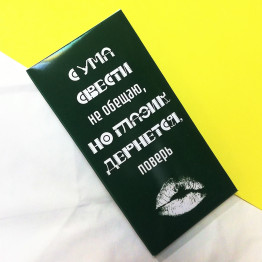 С УМА
СВЕСТИ
не обещаю,
НО ГЛАЗИК
ДЕРНЕТСЯ,
поверь